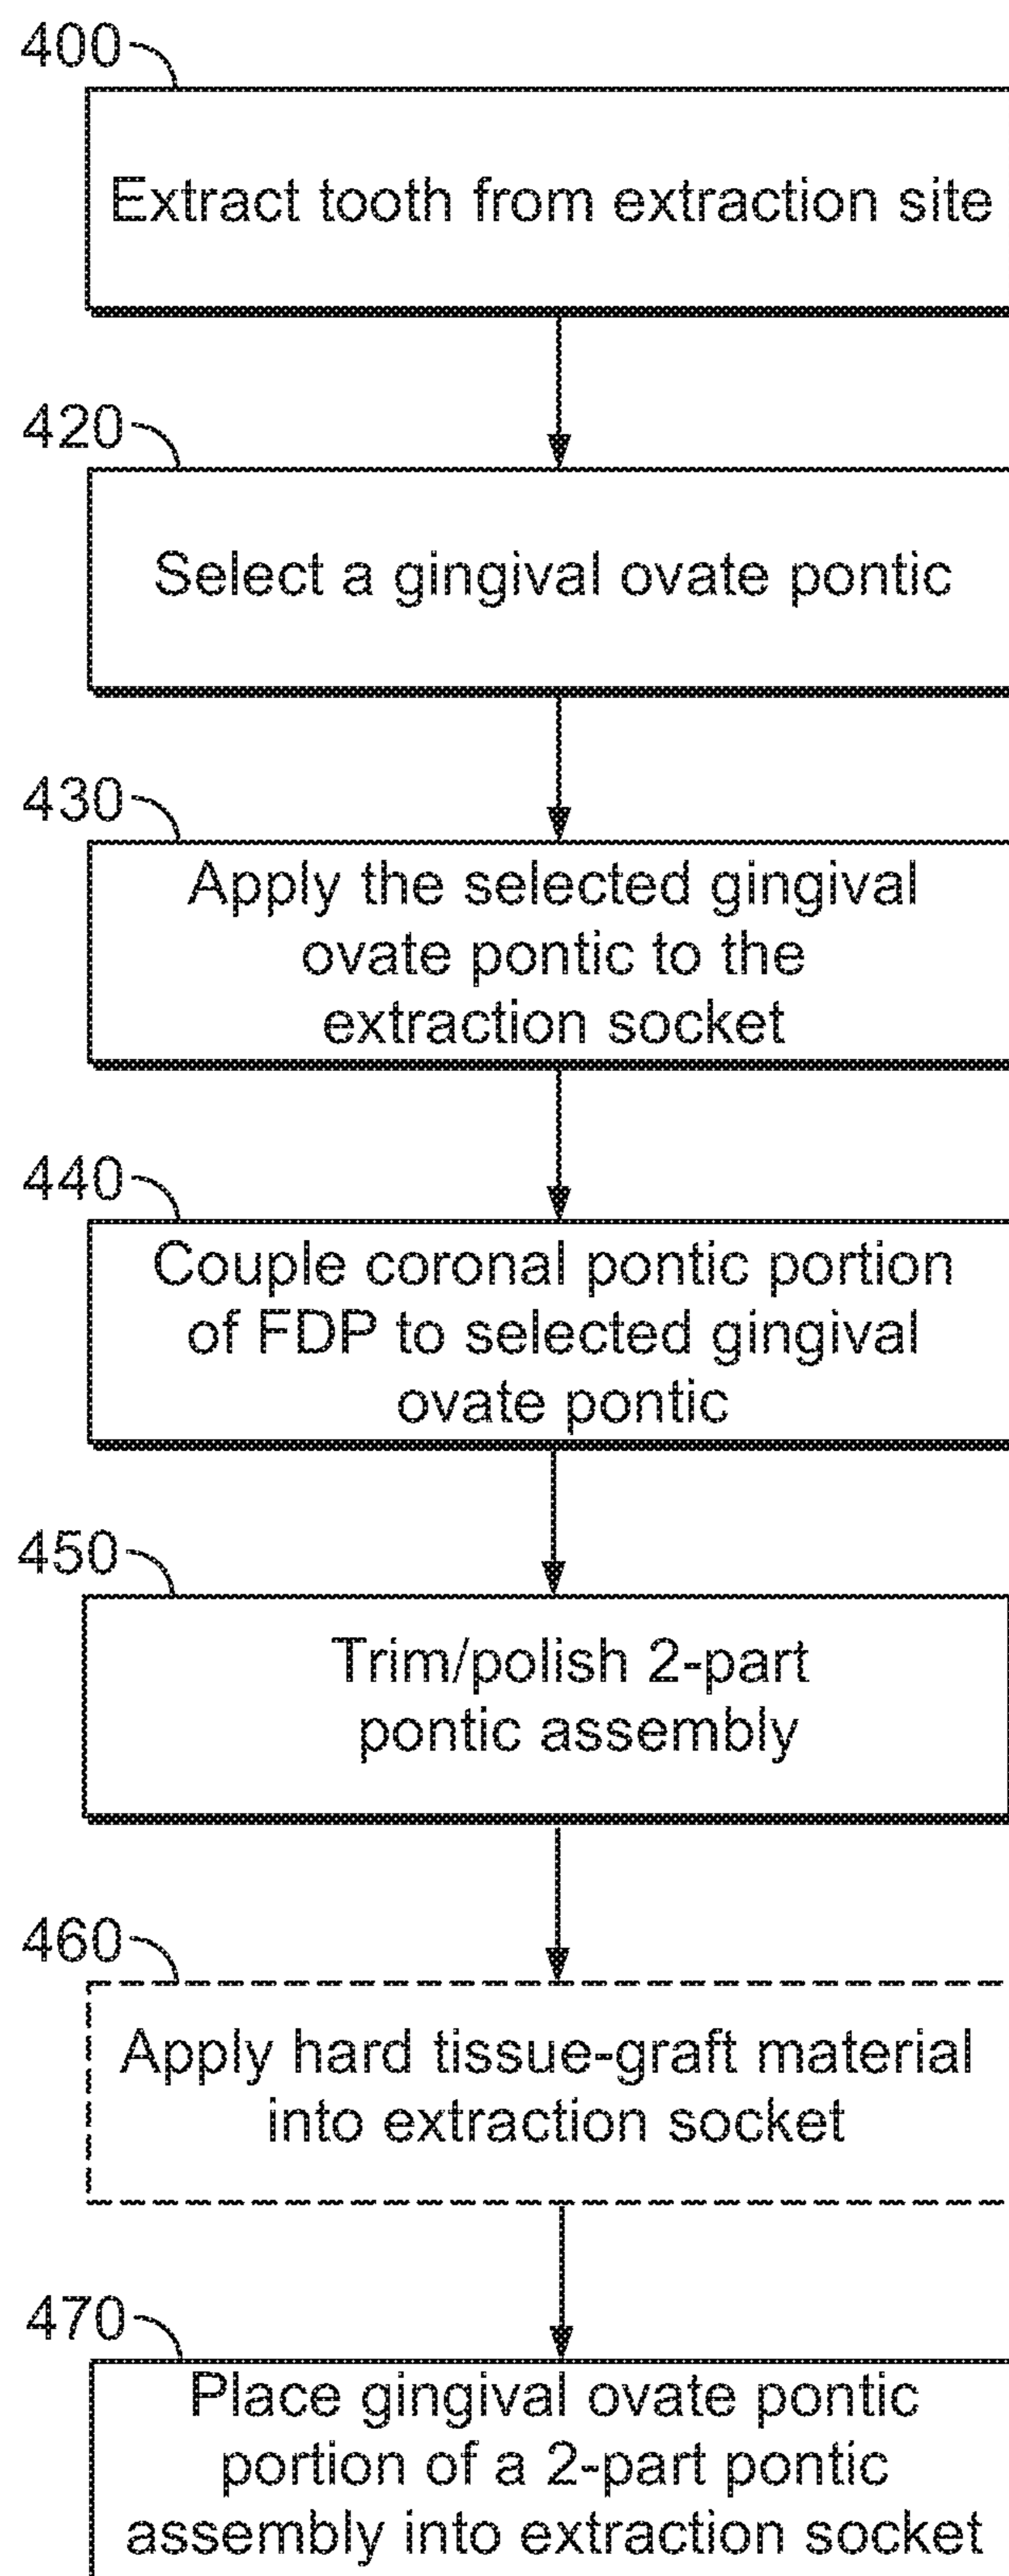 400
Extract tooth from extraction site
420
Select a gingival ovate pontic
430
Apply the selected gingival
ovate pontic to the
extraction socket
440
Couple coronal pontic portion
of FDP to selected gingival
ovate pontic
450
Trim/polish 2-part
pontic assembly
460
Apply hard tissue-graft material
into extraction socket
470
Place gingival ovate pontic
portion of a 2-part pontic
assembly into extraction socket